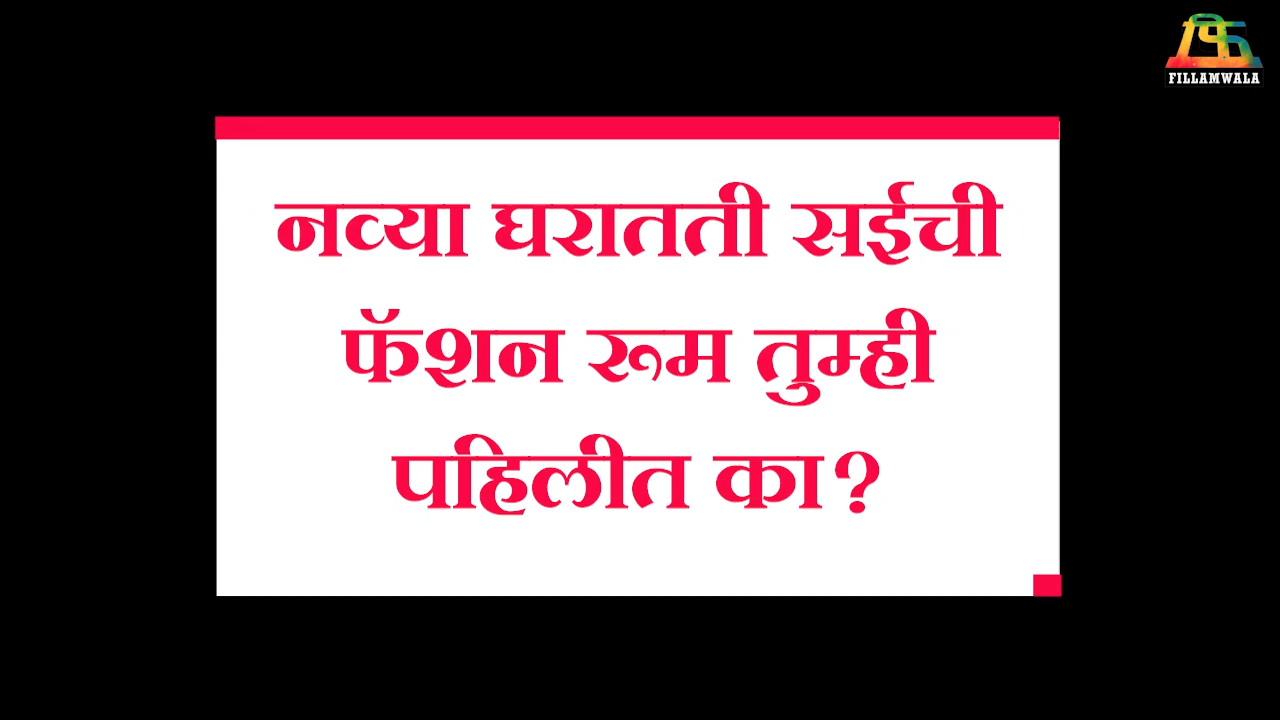 फि
FILLAMWALA
नव्या घरातती सईची
फॅशन रूम तुम्ही
पहिलीत का?